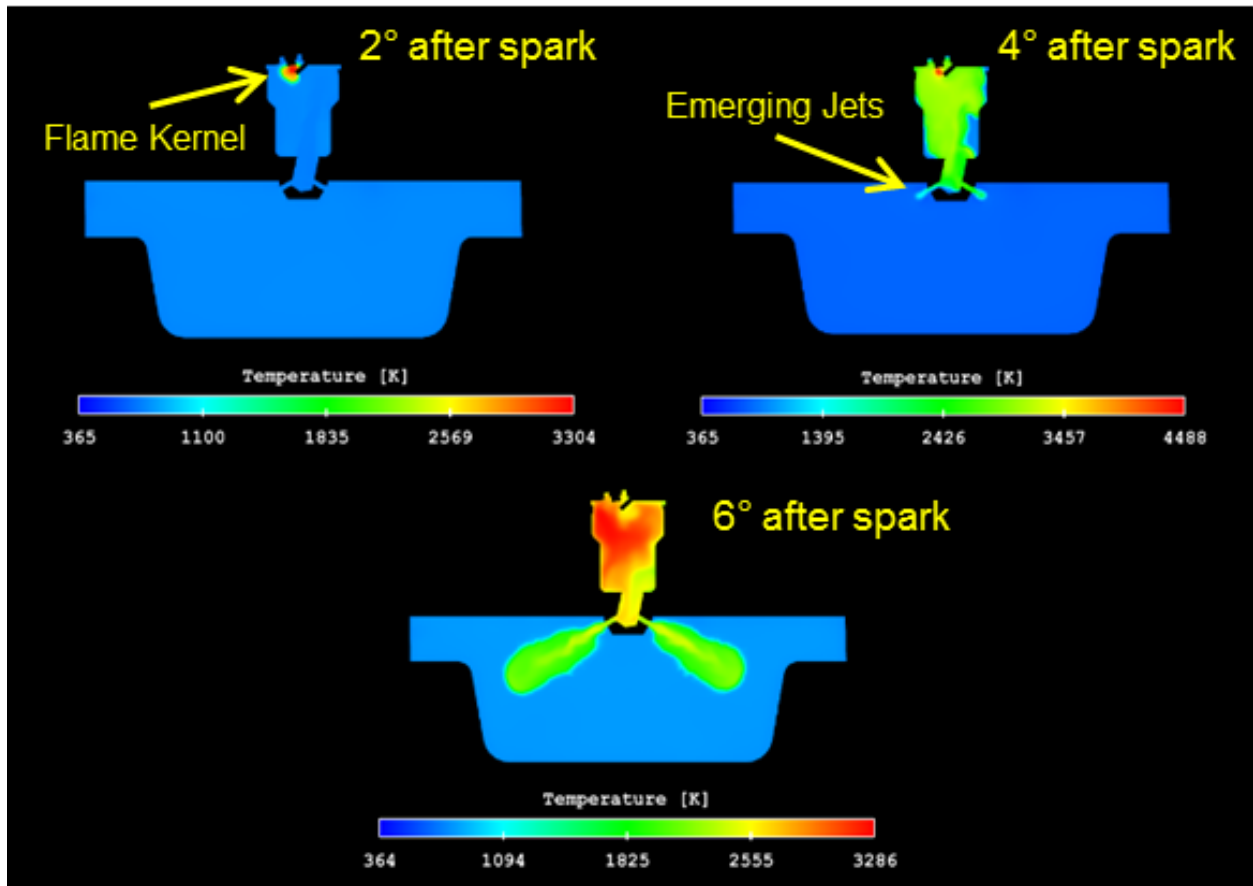 2° after spark
Flame Kernel
Temperature [K]
365 1100 1835 2569 3304
4° after spark
Emerging Jets
Temperature [K]
365 1395 2426 3457 4488
6° after spark
Temperature [K]
364 1094 1825 2555 3286